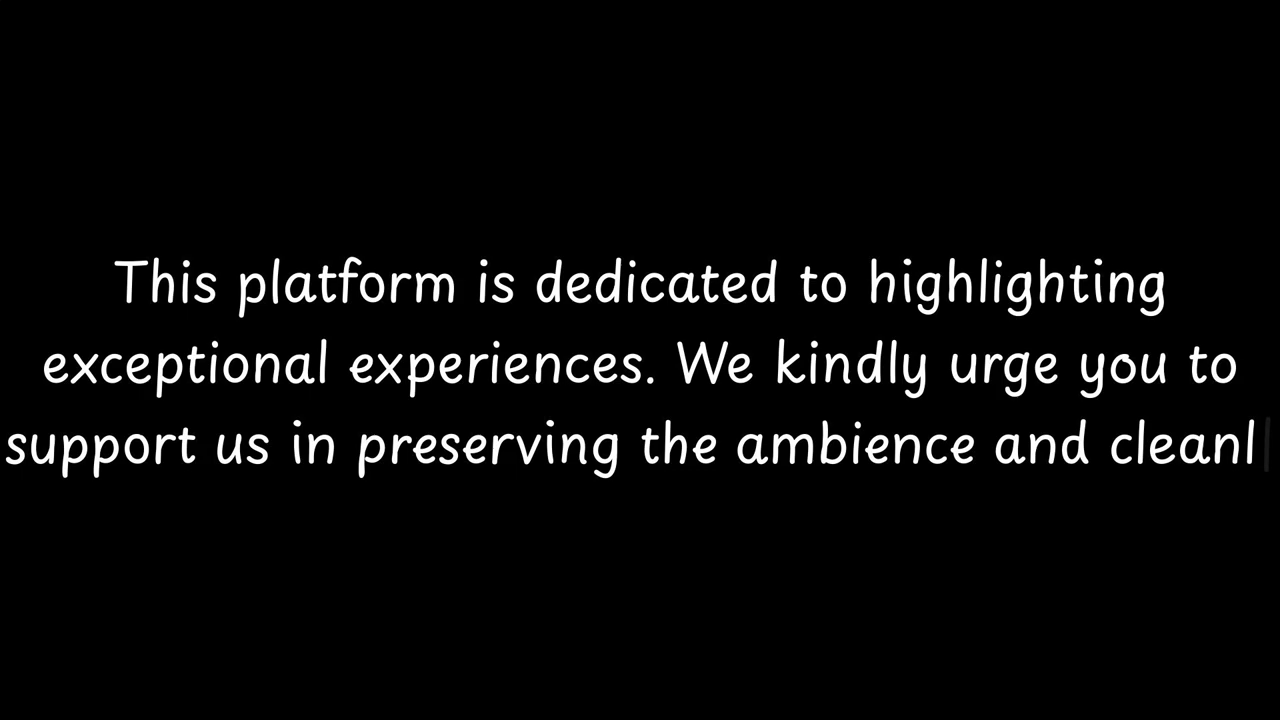 This platform is dedicated to highlighting
exceptional experiences. We kindly urge you to
support us in preserving the ambience and cleanl